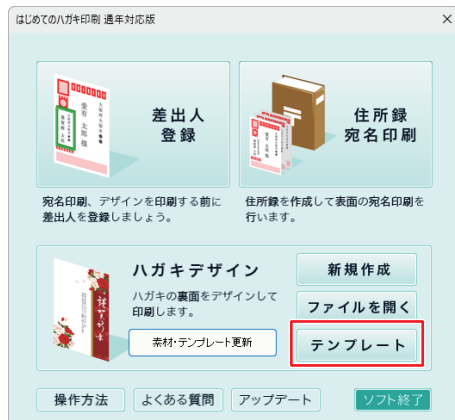 はじめてのハガキ印刷 通年対応版
差出人
登録
住所録
宛名印刷
宛名印刷、デザインを印刷する前に
差出人を登録しましょう。
住所録を作成して表面の宛名印刷を
行います。
ハガキデザイン
ハガキの裏面をデザインして
印刷します。
素材・テンプレート更新
新規作成
ファイルを開く
テンプレート
謹賀新年
操作方法
よくある質問
アップデート
ソフト終了